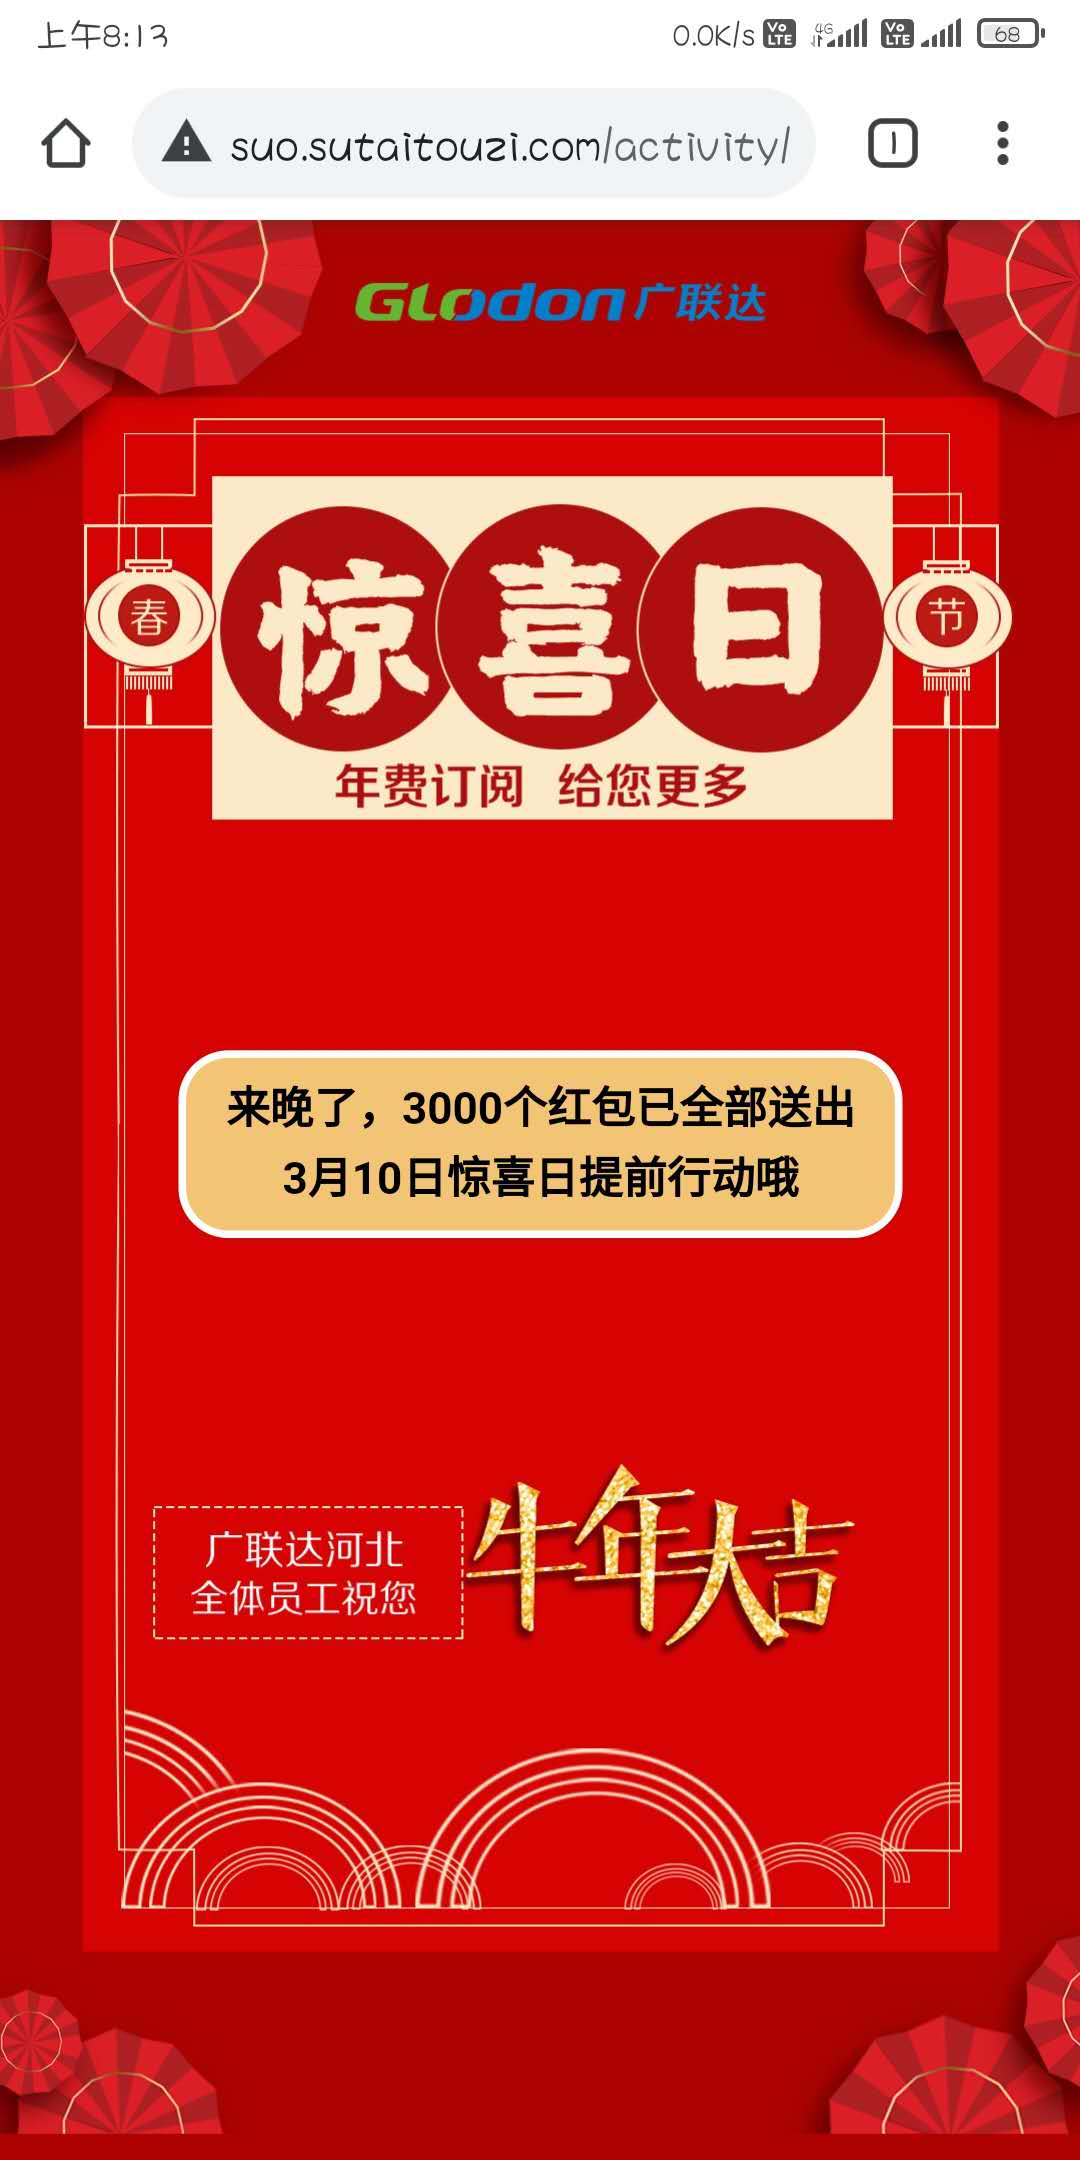 上午8:13
0.0K/s
VoLTE
4G
VoLTE
68
suo.sutaitouzi.com/activity/
1
Glodon广联达
春
惊喜日
节
年费订阅 给您更多
来晚了，3000个红包已全部送出
3月10日惊喜日提前行动哦
广联达河北
全体员工祝您
牛年大吉